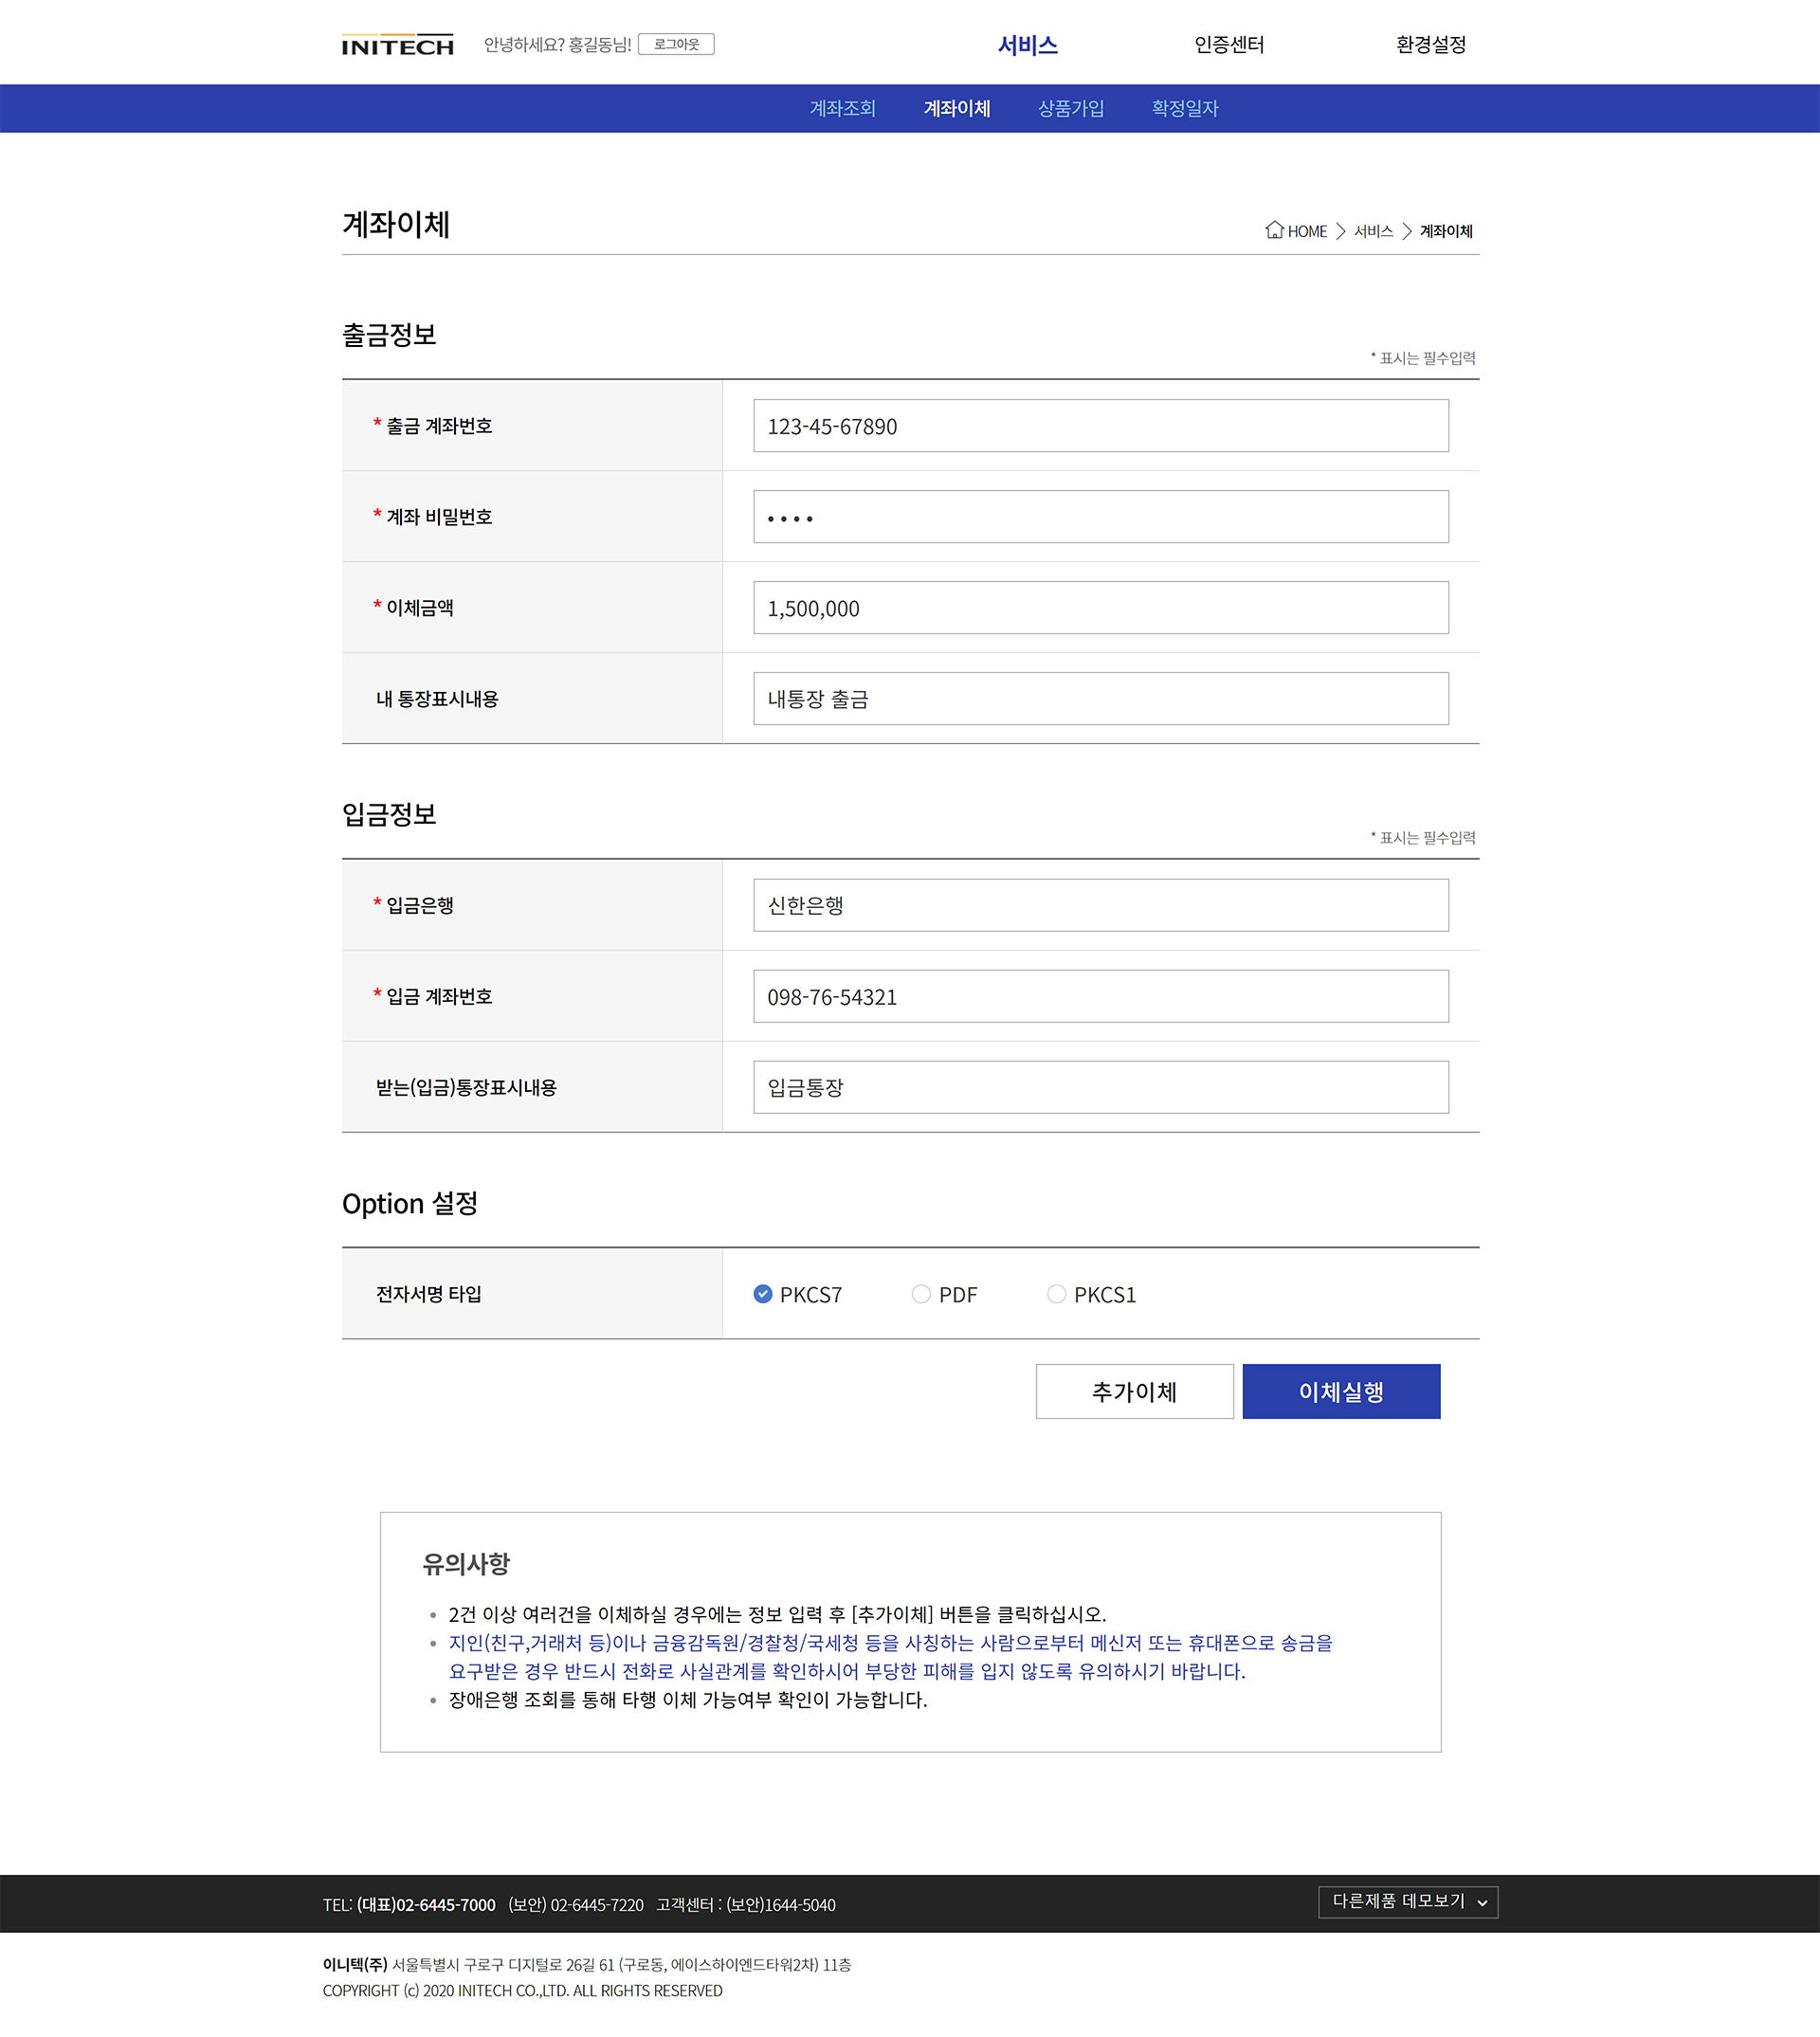 INITECH 안녕하세요? 홍길동님! 로그아웃 서비스 인증센터 환경설정
계좌조회 계좌이체 상품가입 확정일자
계좌이체
HOME 서비스 계좌이체
출금정보
* 표시는 필수입력
* 출금 계좌번호 123-45-67890
* 계좌 비밀번호 ••••
* 이체금액 1,500,000
내 통장표시내용 내통장 출금
입금정보
* 표시는 필수입력
* 입금은행 신한은행
* 입금 계좌번호 098-76-54321
받는(입금)통장표시내용 입금통장
Option 설정
전자서명 타입 PKCS7 PDF PKCS1
추가이체 이체실행
유의사항
• 2건 이상 여러건을 이체하실 경우에는 정보 입력 후 [추가이체] 버튼을 클릭하십시오.
• 지인(친구,거래처 등)이나 금융감독원/경찰청/국세청 등을 사칭하는 사람으로부터 메신저 또는 휴대폰으로 송금을
요구받은 경우 반드시 전화로 사실관계를 확인하시어 부당한 피해를 입지 않도록 유의하시기 바랍니다.
• 장애은행 조회를 통해 타행 이체 가능여부 확인이 가능합니다.
TEL: (대표)02-6445-7000 (보안) 02-6445-7220 고객센터 : (보안)1644-5040 다른제품 데모보기
이니텍(주) 서울특별시 구로구 디지털로 26길 61 (구로동, 에이스하이엔드타워2차) 11층
COPYRIGHT (c) 2020 INITECH CO.,LTD. ALL RIGHTS RESERVED